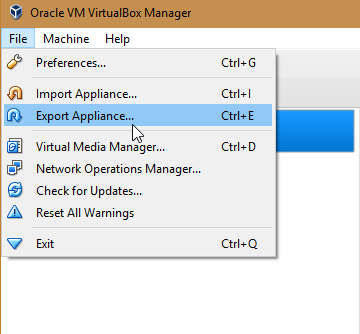 Oracle VM VirtualBox Manager
File Machine Help
Preferences... Ctrl+G
Import Appliance... Ctrl+I
Export Appliance... Ctrl+E
Virtual Media Manager... Ctrl+D
Network Operations Manager...
Check for Updates...
Reset All Warnings
Exit Ctrl+Q